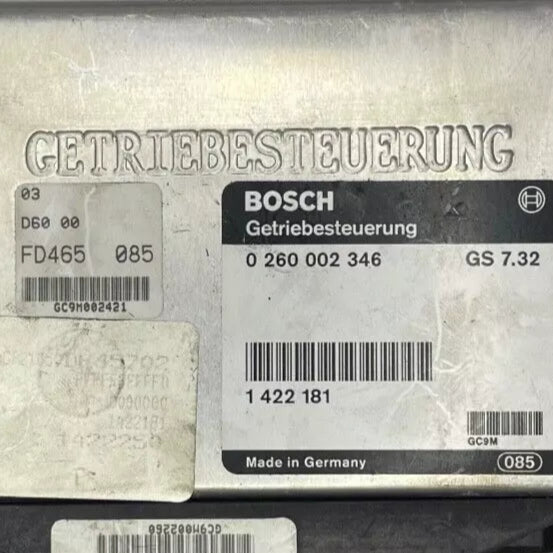 GETRIEBESTEUERUNG
03
D60 00
FD465 085
GC9M002421
BOSCH
Getriebesteuerung
0 260 002 346 GS 7.32
1 422 181
GC9M
Made in Germany 085
GC9M002260